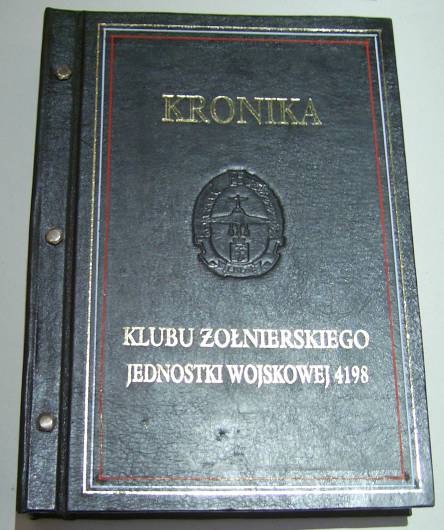 KRONIKA
KLUBU ŻOŁNIERSKIEGO
JEDNOSTKI WOJSKOWEJ 4198